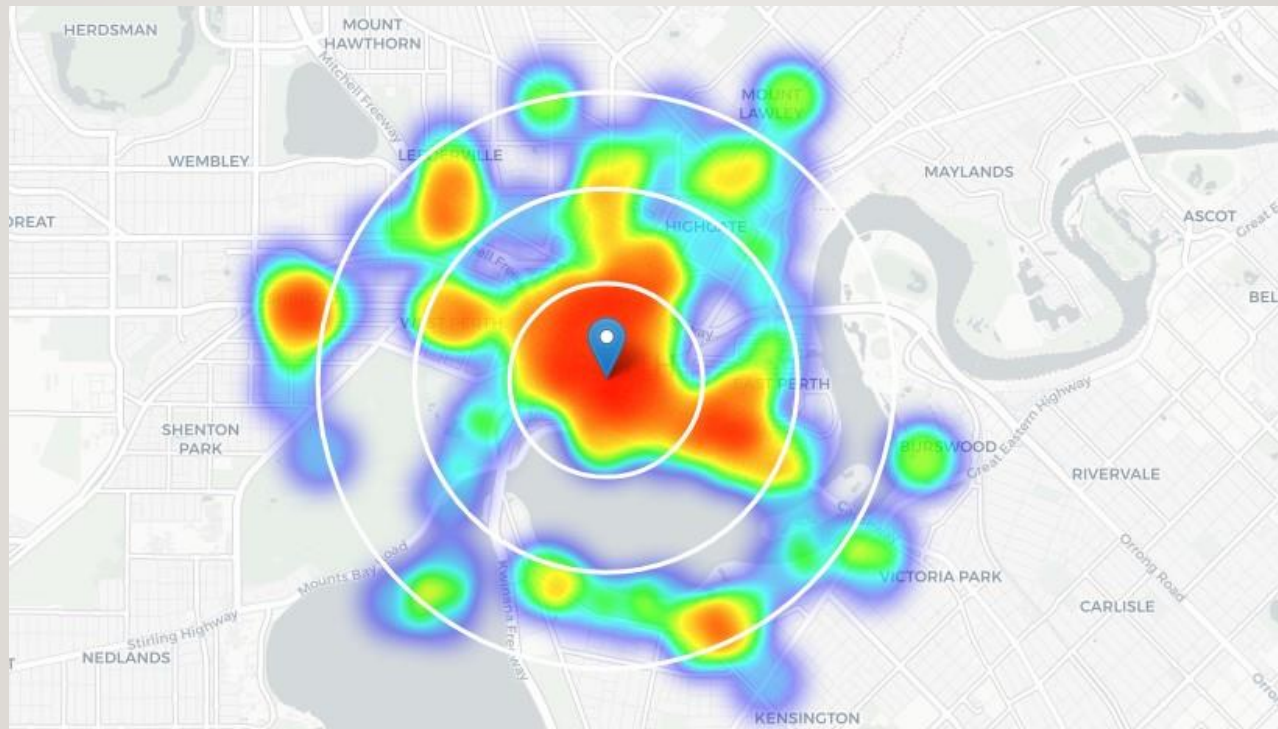 HERDSMAN
MOUNT
HAWTHORN
Mitchell Freeway
MOUNT
LAWLEY
WEMBLEY
LEEDERVILLE
MAYLANDS
ASCOT
HIGHGATE
WEST PERTH
EAST PERTH
SHENTON
PARK
BURSWOOD
Great Eastern Highway
RIVERVALE
Orrong Road
Mounts Bay Road
Kwinana Freeway
VICTORIA PARK
CARLISLE
Stirling Highway
NEDLANDS
KENSINGTON